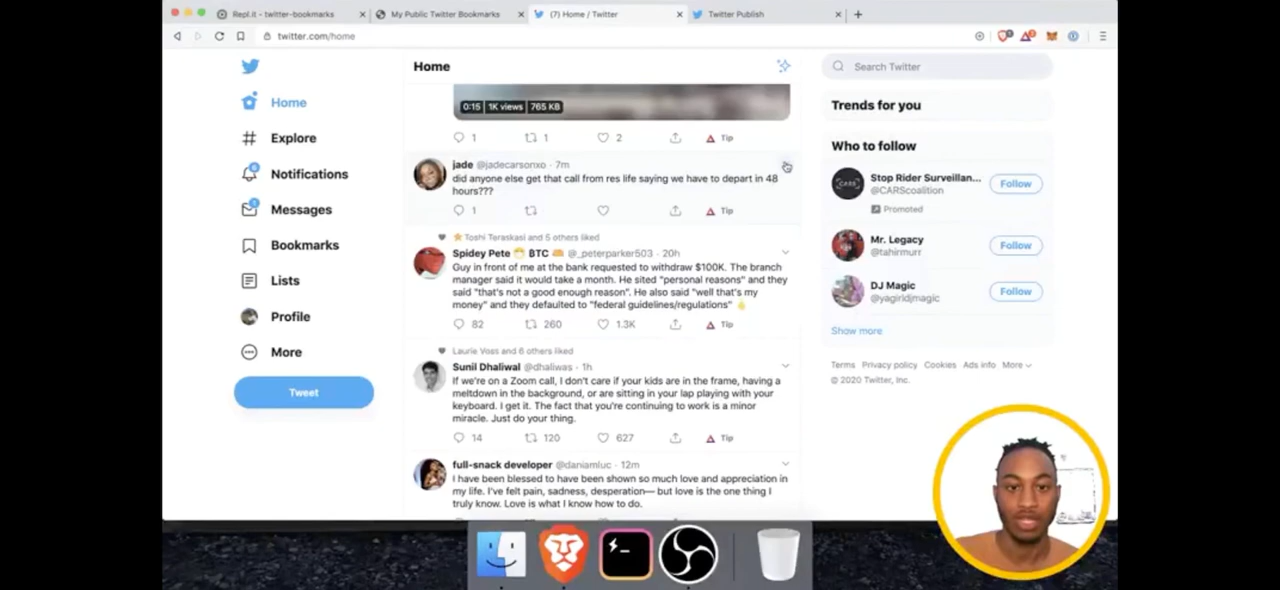 Repl.it - twitter-bookmarks
My Public Twitter Bookmarks
(7) Home / Twitter
Twitter Publish
twitter.com/home
Home
Explore
Notifications
Messages
Bookmarks
Lists
Profile
More
Tweet
Home
0:15 1K views 765 KB
1 1 2 Tip
jade @jadecarsonxo · 7m
did anyone else get that call from res life saying we have to depart in 48
hours???
1 Tip
Toshi Teraskasi and 5 others liked
Spidey Pete BTC @_peterparker503 · 20h
Guy in front of me at the bank requested to withdraw $100K. The branch
manager said it would take a month. He sited "personal reasons" and they
said "that's not a good enough reason". He also said "well that's my
money" and they defaulted to "federal guidelines/regulations"
82 260 1.3K Tip
Laurie Voss and 6 others liked
Sunil Dhaliwal @dhaliwas · 1h
If we're on a Zoom call, I don't care if your kids are in the frame, having a
meltdown in the background, or are sitting in your lap playing with your
keyboard. I get it. The fact that you're continuing to work is a minor
miracle. Just do your thing.
14 120 627 Tip
full-snack developer @daniamluc · 12m
I have been blessed to have been shown so much love and appreciation in
my life. I've felt pain, sadness, desperation— but love is the one thing I
truly know. Love is what I know how to do.
Search Twitter
Trends for you
Who to follow
Stop Rider Surveillan...
@CARScoalition
Follow
Promoted
Mr. Legacy
@tahirmurr
Follow
DJ Magic
@yagirldjmagic
Follow
Show more
Terms Privacy policy Cookies Ads info More
© 2020 Twitter, Inc.